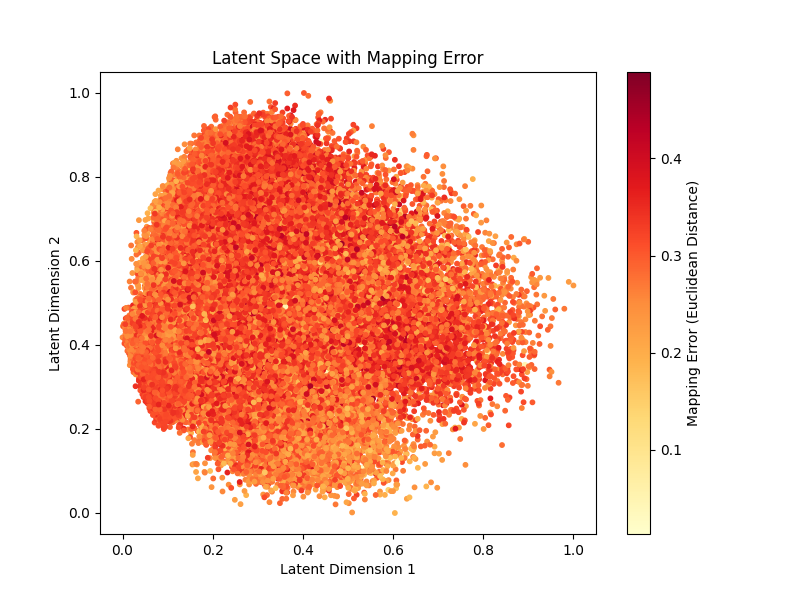 Latent Space with Mapping Error
Latent Dimension 2
1.0
0.8
0.6
0.4
0.2
0.0
0.0 0.2 0.4 0.6 0.8 1.0
Latent Dimension 1
0.4
0.3
0.2
0.1
Mapping Error (Euclidean Distance)